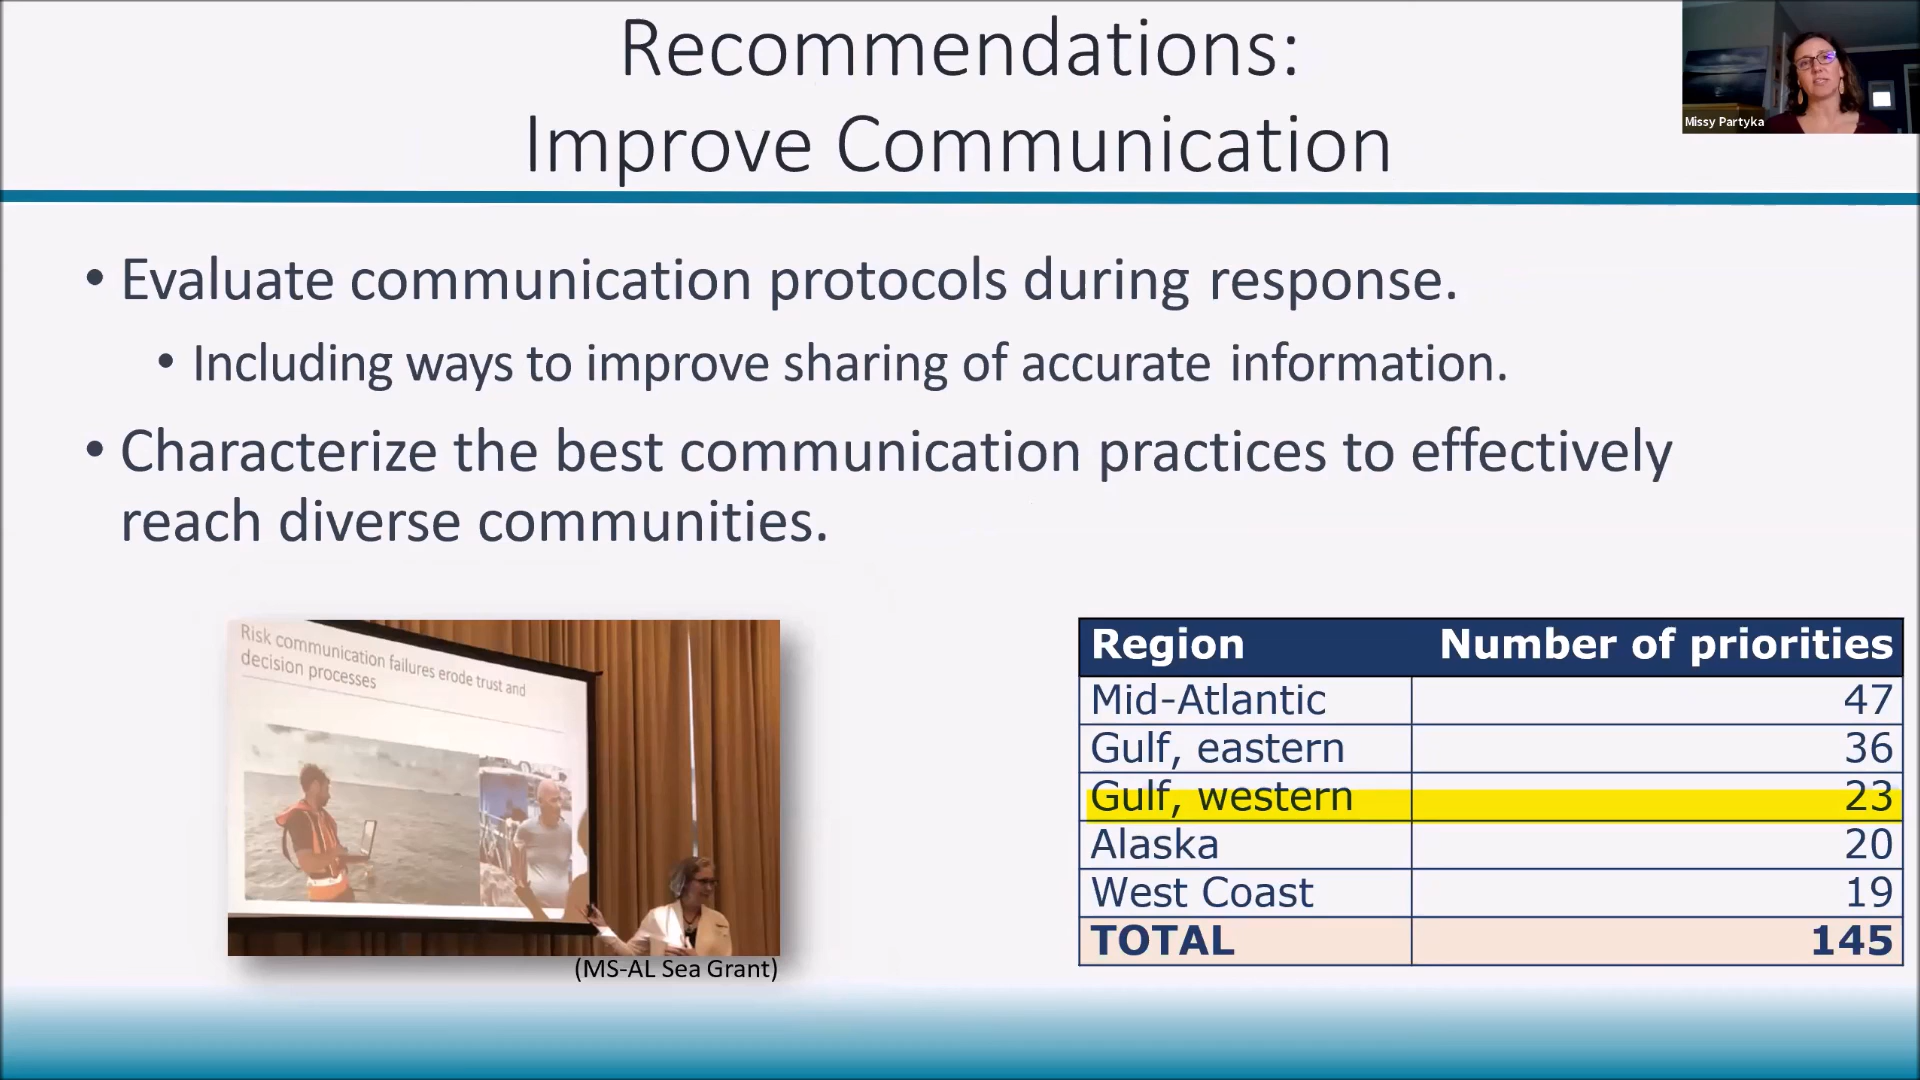 Recommendations:
Improve Communication
Missy Partyka
• Evaluate communication protocols during response.
• Including ways to improve sharing of accurate information.
• Characterize the best communication practices to effectively
reach diverse communities.
Risk communication failures erode trust and
decision processes
(MS-AL Sea Grant)
Region Number of priorities
Mid-Atlantic 47
Gulf, eastern 36
Gulf, western 23
Alaska 20
West Coast 19
TOTAL 145